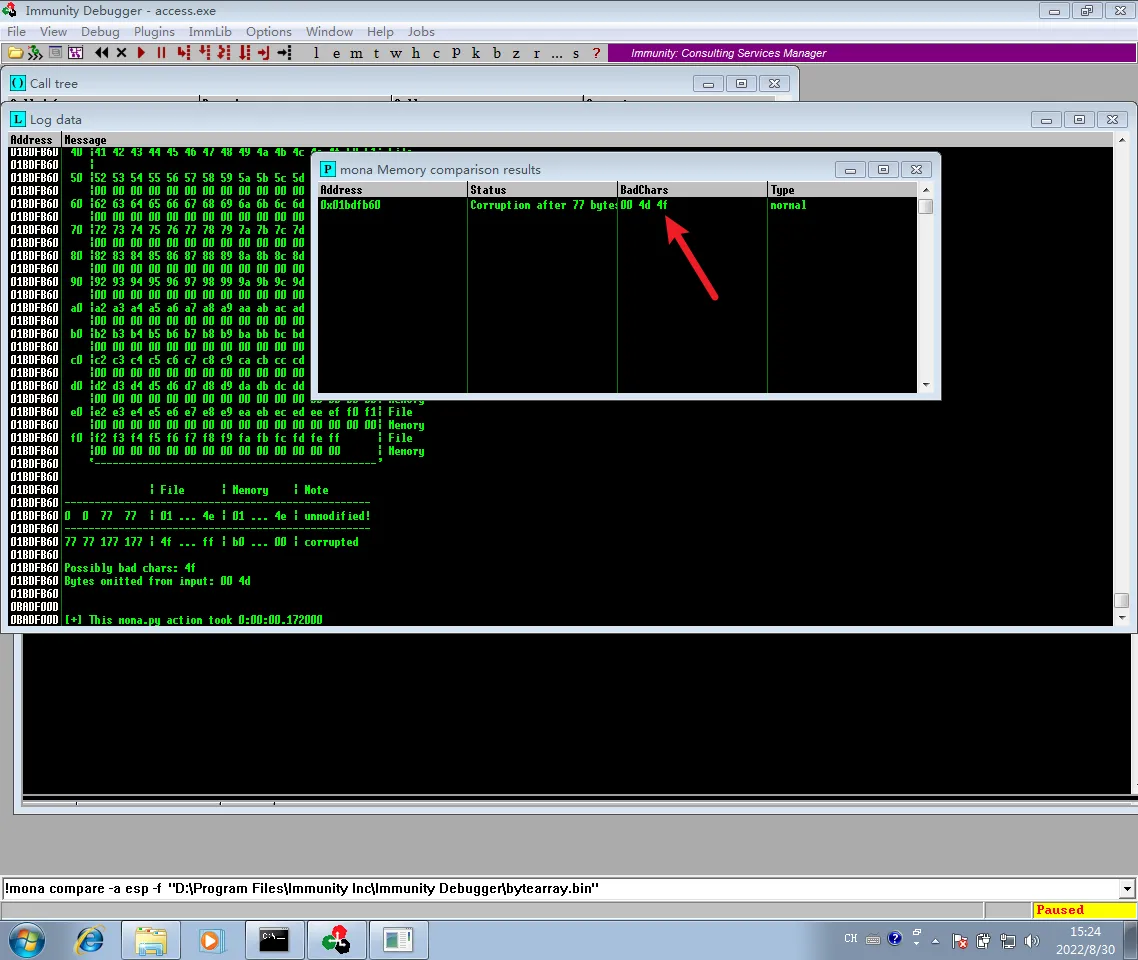 Immunity Debugger - access.exe
File View Debug Plugins ImmLib Options Window Help Jobs
l e m t w h c P k b z r ... s ?
Immunity: Consulting Services Manager
Call tree
Log data
Address Message
mona Memory comparison results
Address Status BadChars Type
0x01bdfb60 Corruption after 77 bytes 00 4d 4f normal
01BDFB60 40 |41 42 43 44 45 46 47 48 49 4a 4b 4c
01BDFB60 |
01BDFB60 50 |52 53 54 55 56 57 58 59 5a 5b 5c 5d
01BDFB60 |00 00 00 00 00 00 00 00 00 00 00 00
01BDFB60 60 |62 63 64 65 66 67 68 69 6a 6b 6c 6d
01BDFB60 |00 00 00 00 00 00 00 00 00 00 00 00
01BDFB60 70 |72 73 74 75 76 77 78 79 7a 7b 7c 7d
01BDFB60 |00 00 00 00 00 00 00 00 00 00 00 00
01BDFB60 80 |82 83 84 85 86 87 88 89 8a 8b 8c 8d
01BDFB60 |00 00 00 00 00 00 00 00 00 00 00 00
01BDFB60 90 |92 93 94 95 96 97 98 99 9a 9b 9c 9d
01BDFB60 |00 00 00 00 00 00 00 00 00 00 00 00
01BDFB60 a0 |a2 a3 a4 a5 a6 a7 a8 a9 aa ab ac ad
01BDFB60 |00 00 00 00 00 00 00 00 00 00 00 00
01BDFB60 b0 |b2 b3 b4 b5 b6 b7 b8 b9 ba bb bc bd
01BDFB60 |00 00 00 00 00 00 00 00 00 00 00 00
01BDFB60 c0 |c2 c3 c4 c5 c6 c7 c8 c9 ca cb cc cd
01BDFB60 |00 00 00 00 00 00 00 00 00 00 00 00
01BDFB60 d0 |d2 d3 d4 d5 d6 d7 d8 d9 da db dc dd
01BDFB60 |00 00 00 00 00 00 00 00 00 00 00 00 00 00 00 00| Memory
01BDFB60 e0 |e2 e3 e4 e5 e6 e7 e8 e9 ea eb ec ed ee ef f0 f1| File
01BDFB60 |00 00 00 00 00 00 00 00 00 00 00 00 00 00 00 00| Memory
01BDFB60 f0 |f2 f3 f4 f5 f6 f7 f8 f9 fa fb fc fd fe ff | File
01BDFB60 |00 00 00 00 00 00 00 00 00 00 00 00 00 00 | Memory
01BDFB60 `-----------------------------------------------'
01BDFB60
01BDFB60 | File | Memory | Note
01BDFB60 --------------------------------------------------
01BDFB60 0 0 77 77 | 01 ... 4e | 01 ... 4e | unmodified!
01BDFB60 --------------------------------------------------
01BDFB60 77 77 177 177 | 4f ... ff | b0 ... 00 | corrupted
01BDFB60
01BDFB60 Possibly bad chars: 4f
01BDFB60 Bytes omitted from input: 00 4d
01BDFB60
0BADF00D
0BADF00D [+] This mona.py action took 0:00:00.172000
!mona compare -a esp -f "D:\Program Files\Immunity Inc\Immunity Debugger\bytearray.bin"
Paused
CH
15:24
2022/8/30